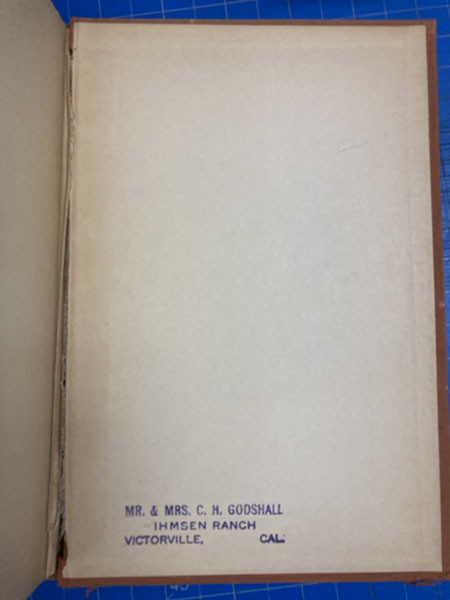 MR. & MRS. C. H. GODSHALL
IHMSEN RANCH
VICTORVILLE, CAL.